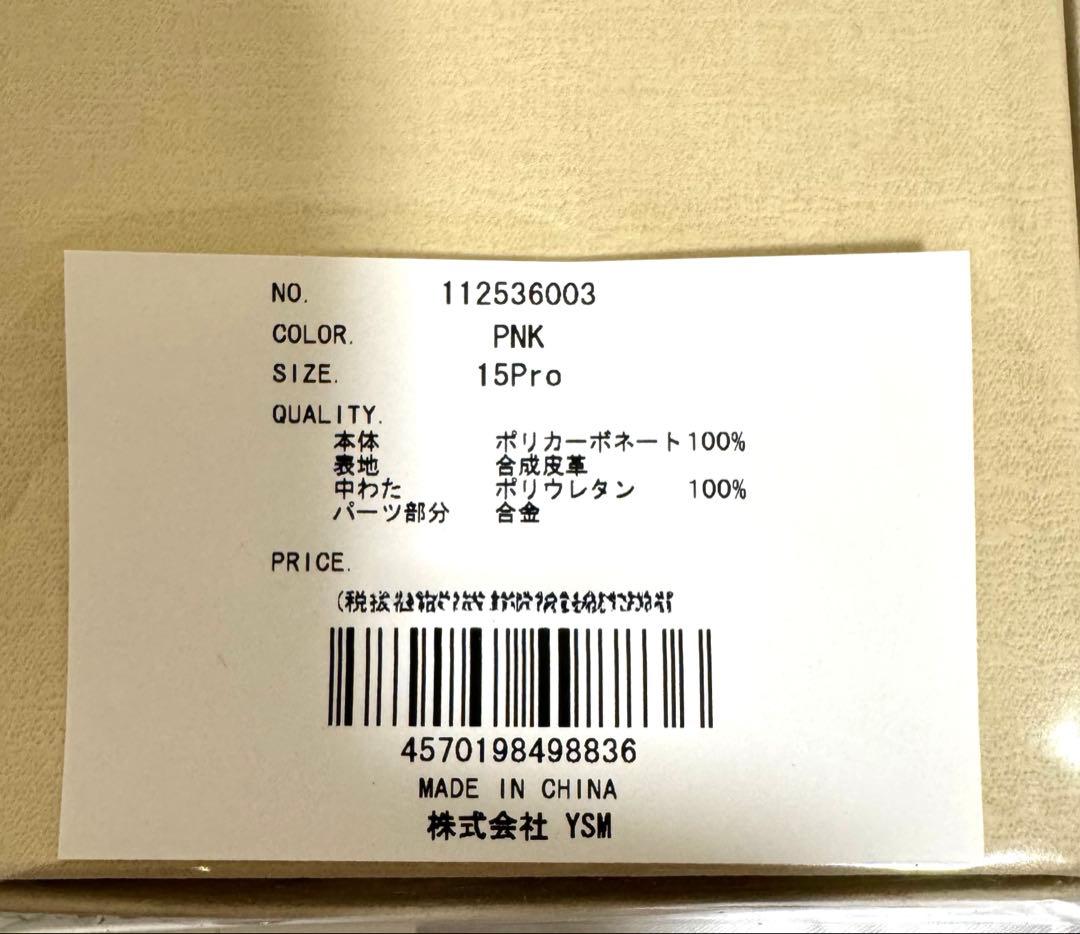 NO. 112536003
COLOR. PNK
SIZE. 15Pro
QUALITY.
本体 ポリカーボネート100%
表地 合成皮革
中わた ポリウレタン 100%
パーツ部分 合金
PRICE.
(税抜
4570198498836
MADE IN CHINA
株式会社 YSM